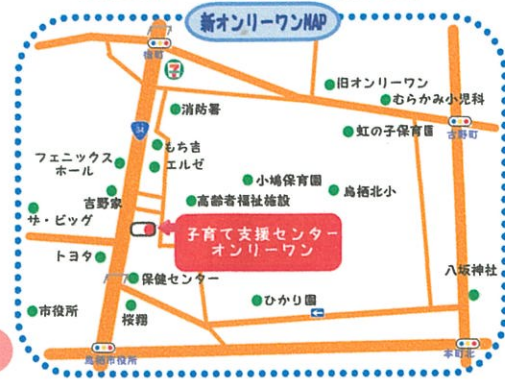 新オンリーワンMAP
旧オンリーワン
むらかみ小児科
消防署
虹の子保育園
古野町
34
もち吉
エルゼ
フェニックス
ホール
小鳩保育園
鳥栖北小
高齢者福祉施設
吉野家
ザ・ビッグ
子育て支援センター
オンリーワン
トヨタ
保健センター
八坂神社
ひかり園
市役所
桜翔
鳥栖市役所
本町北